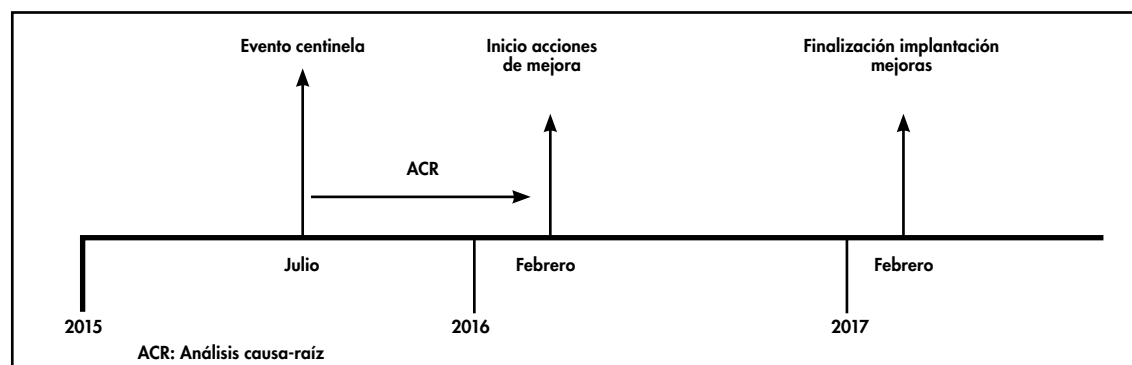 Evento centinela
Inicio acciones
de mejora
Finalización implantación
mejoras
ACR
Julio
Febrero
Febrero
2015
2016
2017
ACR: Análisis causa-raíz